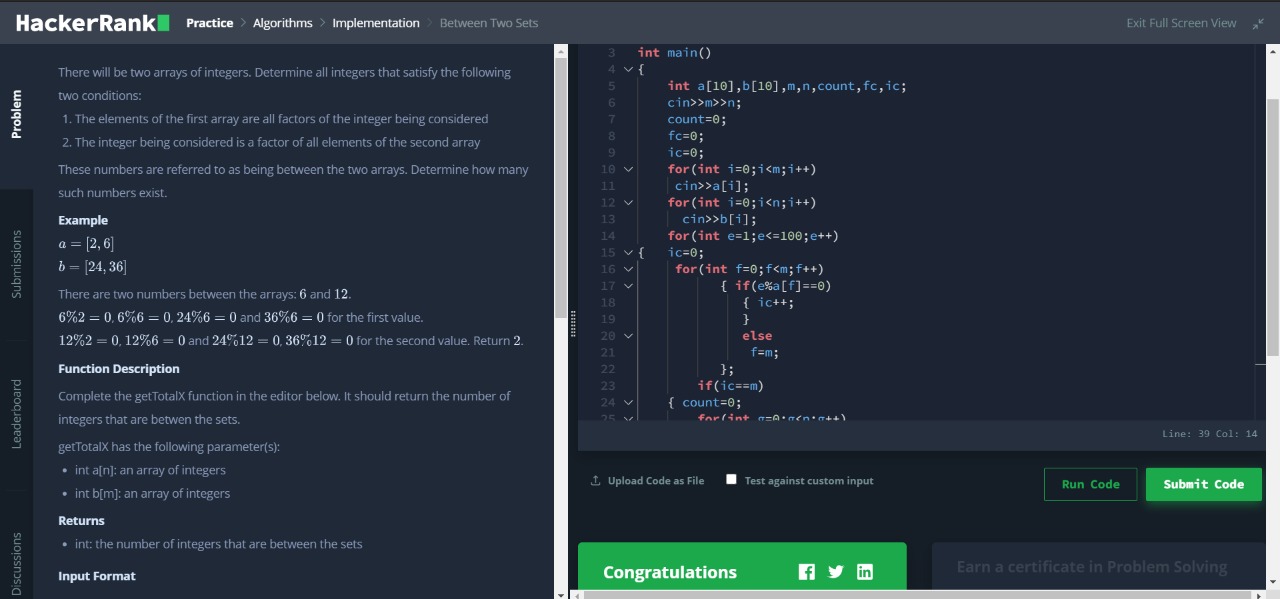 HackerRank Practice > Algorithms > Implementation > Between Two Sets Exit Full Screen View
Problem
Submissions
Leaderboard
Discussions
There will be two arrays of integers. Determine all integers that satisfy the following
two conditions:
1. The elements of the first array are all factors of the integer being considered
2. The integer being considered is a factor of all elements of the second array
These numbers are referred to as being between the two arrays. Determine how many
such numbers exist.
Example
a = [2, 6]
b = [24, 36]
There are two numbers between the arrays: 6 and 12.
6%2 = 0, 6%6 = 0, 24%6 = 0 and 36%6 = 0 for the first value.
12%2 = 0, 12%6 = 0 and 24%12 = 0, 36%12 = 0 for the second value. Return 2.
Function Description
Complete the getTotalX function in the editor below. It should return the number of
integers that are betwen the sets.
getTotalX has the following parameter(s):
• int a[n]: an array of integers
• int b[m]: an array of integers
Returns
• int: the number of integers that are between the sets
Input Format
3 int main()
4 {
5 int a[10],b[10],m,n,count,fc,ic;
6 cin>>m>>n;
7 count=0;
8 fc=0;
9 ic=0;
10 for(int i=0;i<m;i++)
11 cin>>a[i];
12 for(int i=0;i<n;i++)
13 cin>>b[i];
14 for(int e=1;e<=100;e++)
15 { ic=0;
16 for(int f=0;f<m;f++)
17 { if(e%a[f]==0)
18 { ic++;
19 }
20 else
21 f=m;
22 };
23 if(ic==m)
24 { count=0;
25 for(int g=0;g<n;g++)
Line: 39 Col: 14
Upload Code as File Test against custom input Run Code Submit Code
Congratulations
Earn a certificate in Problem Solving